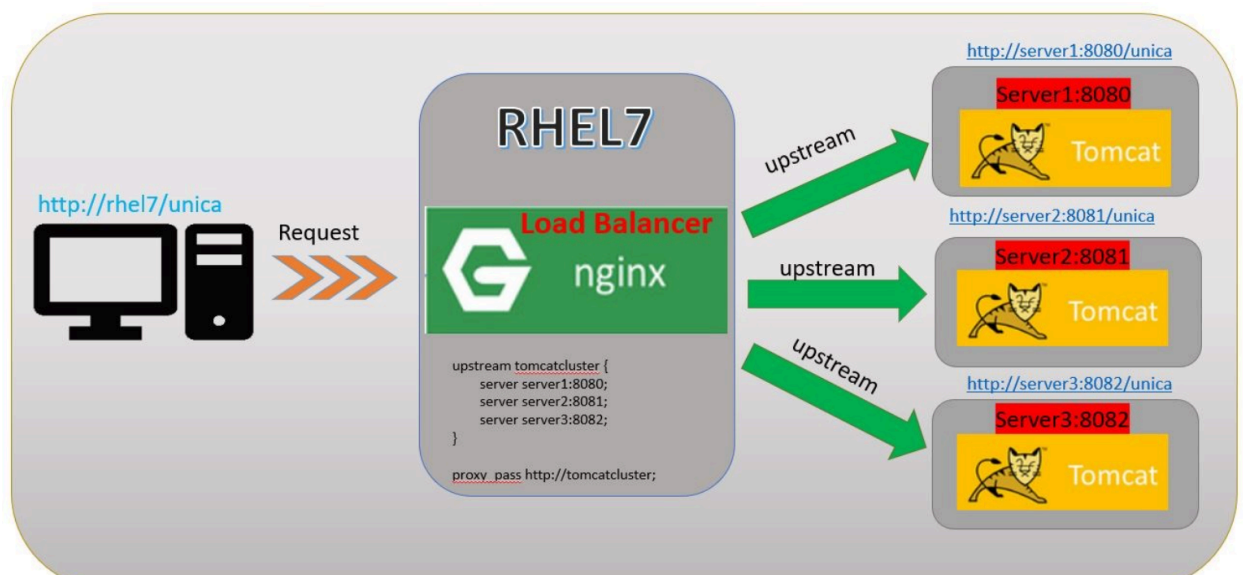 http://rhel7/unica
Request
RHEL7
Load Balancer
nginx
upstream tomcatcluster {
server server1:8080;
server server2:8081;
server server3:8082;
}
proxy_pass http://tomcatcluster;
upstream
upstream
upstream
http://server1:8080/unica
Server1:8080
Tomcat
http://server2:8081/unica
Server2:8081
Tomcat
http://server3:8082/unica
Server3:8082
Tomcat